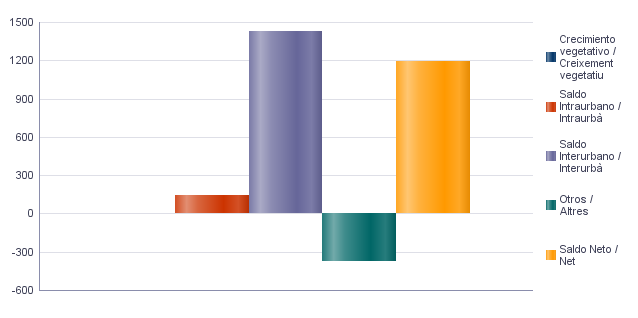 1500
1200
900
600
300
0
-300
-600
Crecimiento
vegetativo /
Creixement
vegetatiu
Saldo
Intraurbano /
Intraurbà
Saldo
Interurbano /
Interurbà
Otros /
Altres
Saldo Neto /
Net